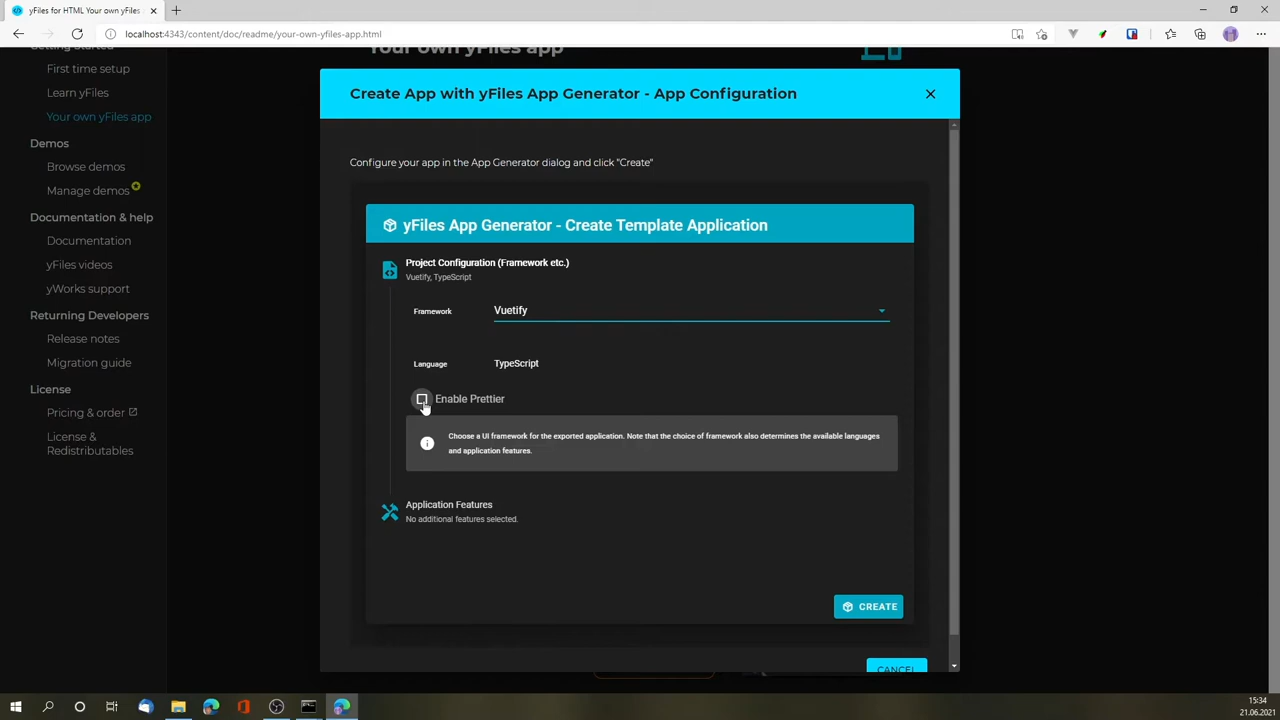 yFiles for HTML Your own yFiles
localhost:4343/content/doc/readme/your-own-yfiles-app.html
Getting Started
First time setup
Learn yFiles
Your own yFiles app
Demos
Browse demos
Manage demos
Documentation & help
Documentation
yFiles videos
yWorks support
Returning Developers
Release notes
Migration guide
License
Pricing & order
License &
Redistributables
Your own yFiles app
Create App with yFiles App Generator - App Configuration
Configure your app in the App Generator dialog and click "Create"
yFiles App Generator - Create Template Application
Project Configuration (Framework etc.)
Vuetify, TypeScript
Framework Vuetify
Language TypeScript
Enable Prettier
Choose a UI framework for the exported application. Note that the choice of framework also determines the available languages
and application features.
Application Features
No additional features selected.
CREATE
CANCEL
15:34
21.06.2021